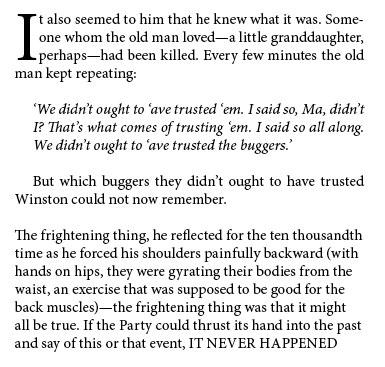 It also seemed to him that he knew what it was. Some-
one whom the old man loved—a little granddaughter,
perhaps—had been killed. Every few minutes the old
man kept repeating:
‘We didn’t ought to ‘ave trusted ‘em. I said so, Ma, didn’t
I? That’s what comes of trusting ‘em. I said so all along.
We didn’t ought to ‘ave trusted the buggers.’
But which buggers they didn’t ought to have trusted
Winston could not now remember.
The frightening thing, he reflected for the ten thousandth
time as he forced his shoulders painfully backward (with
hands on hips, they were gyrating their bodies from the
waist, an exercise that was supposed to be good for the
back muscles)—the frightening thing was that it might
all be true. If the Party could thrust its hand into the past
and say of this or that event, IT NEVER HAPPENED